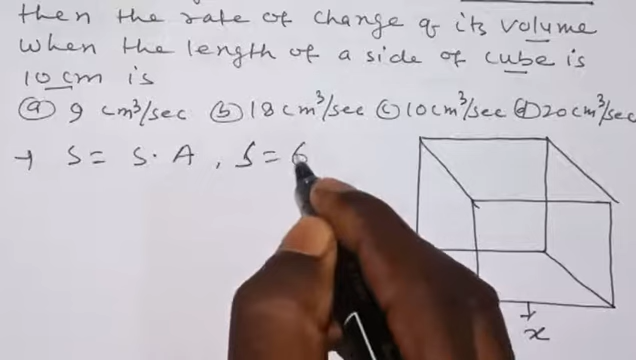 then the rate of change of its volume
when the length of a side of cube is
10 cm is
(a) 9 cm³/sec (b) 18 cm³/sec (c) 10 cm³/sec (d) 20 cm³/sec
→ S = S. A , S = 6
x